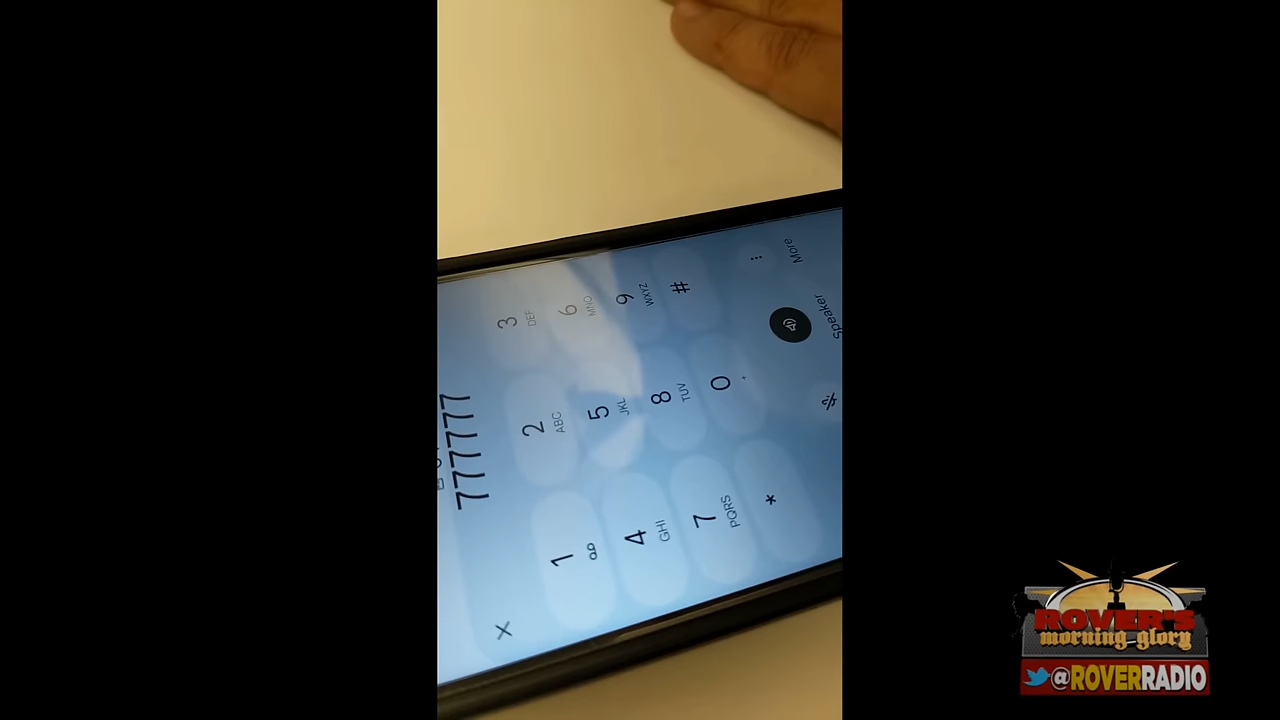 777777
1
2 ABC
3 DEF
4 GHI
5 JKL
6 MNO
7 PQRS
8 TUV
9 WXYZ
*
0 +
#
Speaker
More
ROVER'S
morning glory
@ROVERRADIO